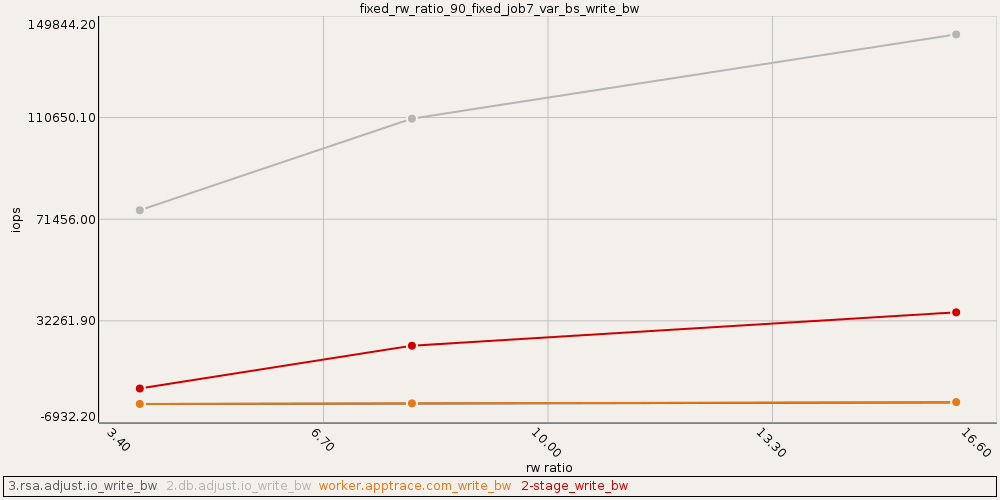 fixed_rw_ratio_90_fixed_job7_var_bs_write_bw
149844.20
110650.10
71456.00
32261.90
-6932.20
iops
3.40 6.70 10.00 13.30 16.60
rw ratio
3.rsa.adjust.io_write_bw 2.db.adjust.io_write_bw worker.apptrace.com_write_bw 2-stage_write_bw